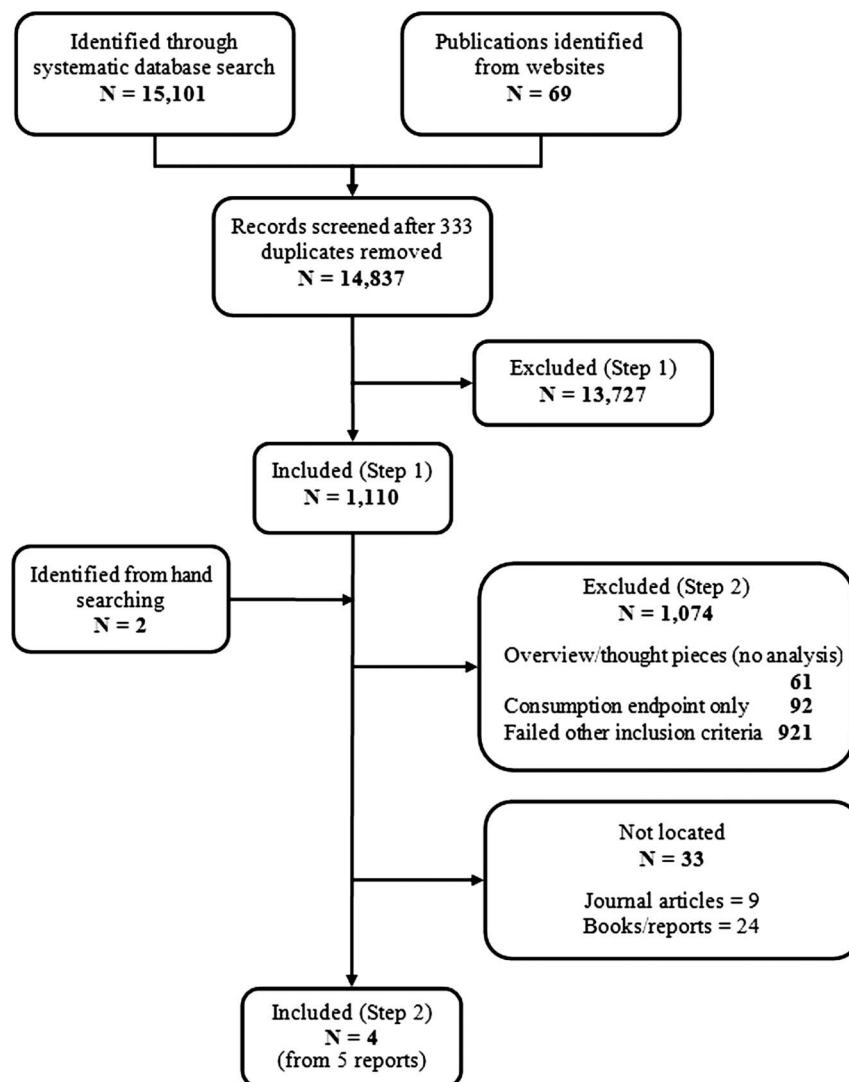 Identified through
systematic database search
N = 15,101
Publications identified
from websites
N = 69
Records screened after 333
duplicates removed
N = 14,837
Excluded (Step 1)
N = 13,727
Included (Step 1)
N = 1,110
Identified from hand
searching
N = 2
Excluded (Step 2)
N = 1,074
Overview/thought pieces (no analysis)
61
Consumption endpoint only 92
Failed other inclusion criteria 921
Not located
N = 33
Journal articles = 9
Books/reports = 24
Included (Step 2)
N = 4
(from 5 reports)